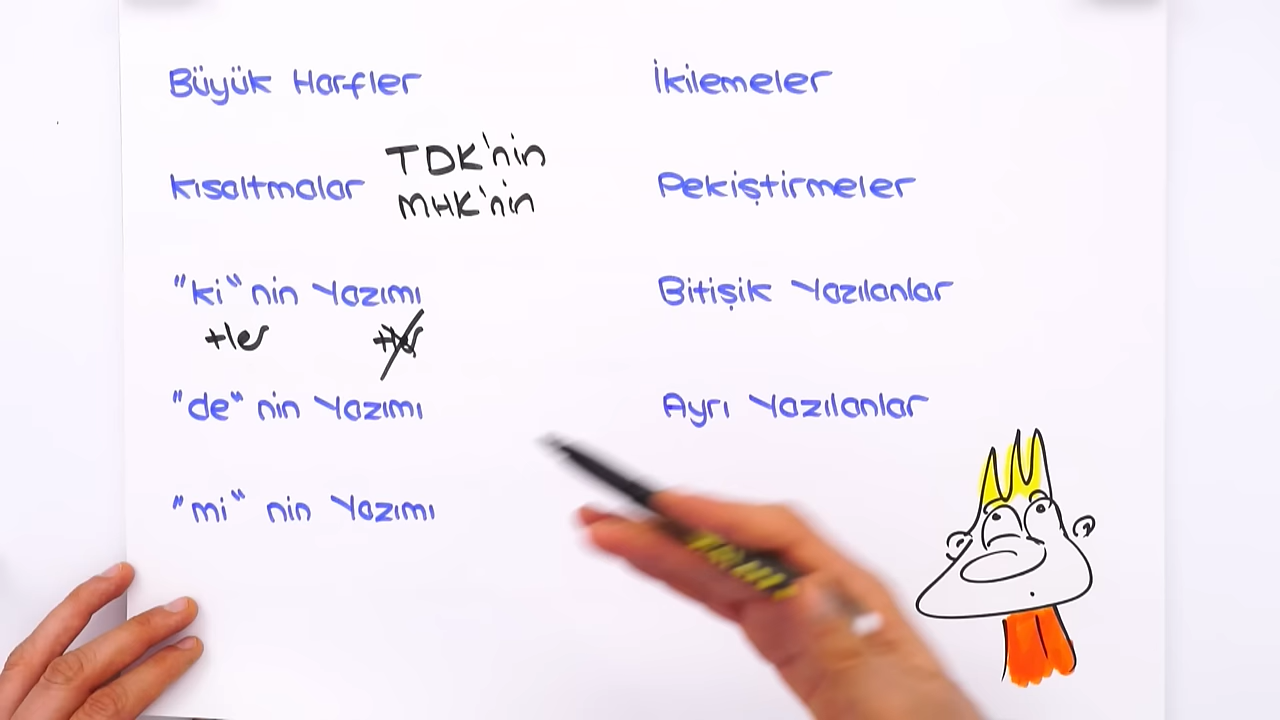 Büyük Harfler
Kısaltmalar
TDK'nin
MHK'nin
"ki" nin Yazımı
+ler
"de" nin Yazımı
"mi" nin Yazımı
İkilemeler
Pekiştirmeler
Bitişik Yazılanlar
Ayrı Yazılanlar